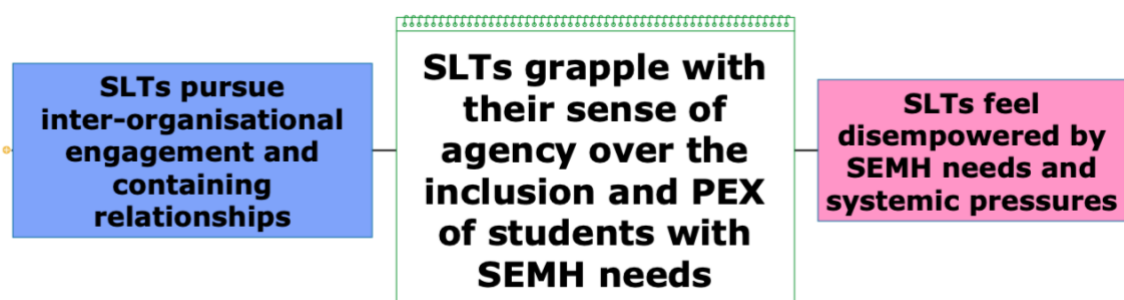 SLTs pursue
inter-organisational
engagement and
containing
relationships
SLTs grapple with
their sense of
agency over the
inclusion and PEX
of students with
SEMH needs
SLTs feel
disempowered by
SEMH needs and
systemic pressures